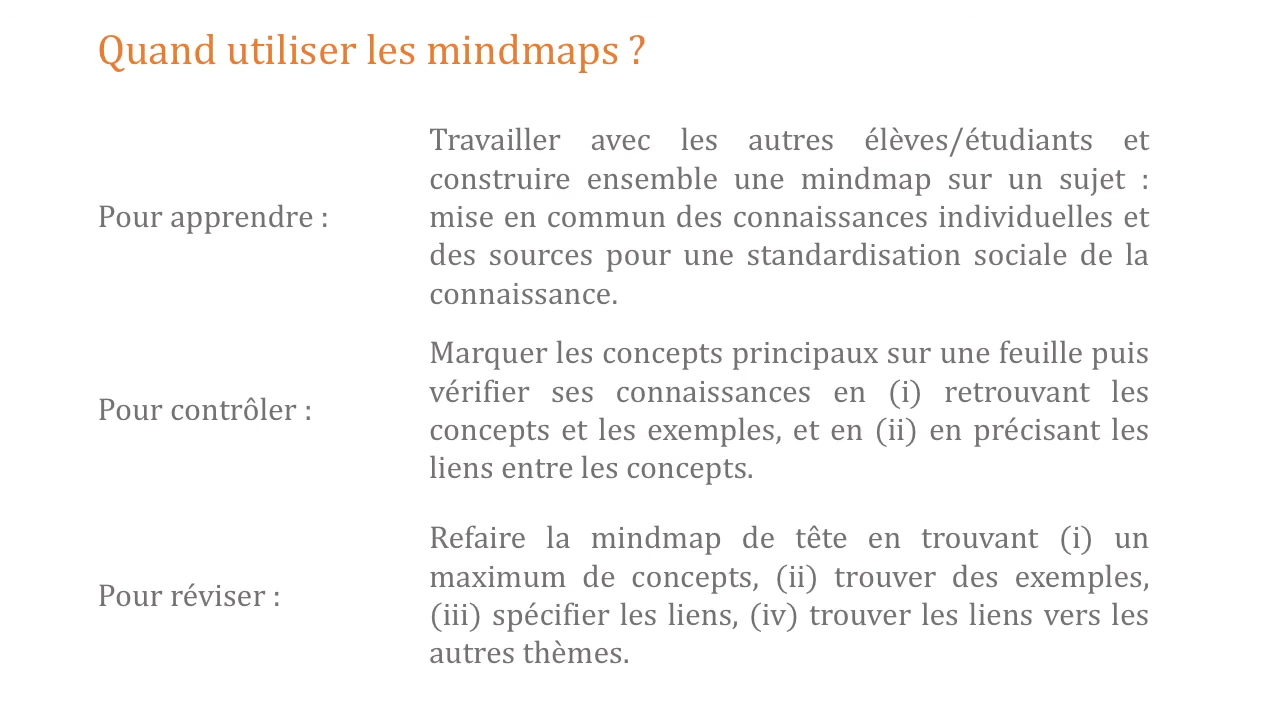 Quand utiliser les mindmaps ?
Pour apprendre :
Travailler avec les autres élèves/étudiants et
construire ensemble une mindmap sur un sujet :
mise en commun des connaissances individuelles et
des sources pour une standardisation sociale de la
connaissance.
Pour contrôler :
Marquer les concepts principaux sur une feuille puis
vérifier ses connaissances en (i) retrouvant les
concepts et les exemples, et en (ii) en précisant les
liens entre les concepts.
Pour réviser :
Refaire la mindmap de tête en trouvant (i) un
maximum de concepts, (ii) trouver des exemples,
(iii) spécifier les liens, (iv) trouver les liens vers les
autres thèmes.